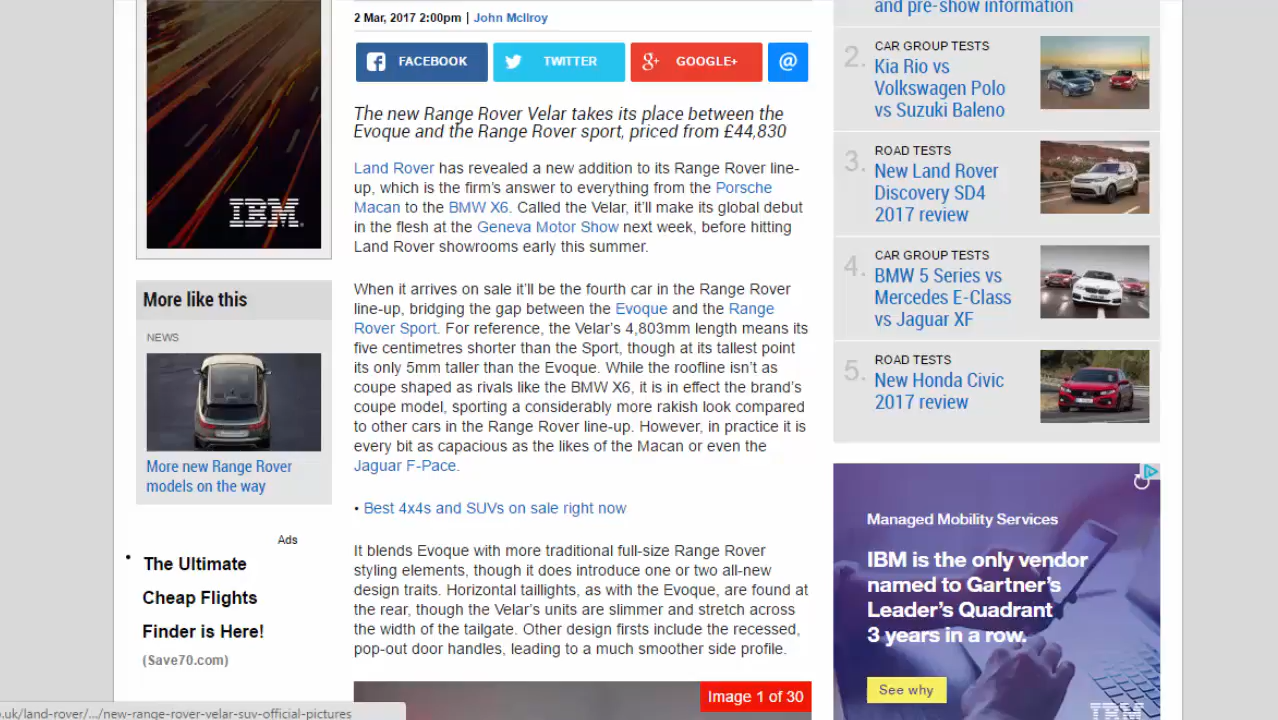 2 Mar, 2017 2:00pm | John McIlroy
FACEBOOK
TWITTER
g+ GOOGLE+
@
The new Range Rover Velar takes its place between the
Evoque and the Range Rover sport, priced from £44,830
Land Rover has revealed a new addition to its Range Rover line-
up, which is the firm's answer to everything from the Porsche
Macan to the BMW X6. Called the Velar, it'll make its global debut
in the flesh at the Geneva Motor Show next week, before hitting
Land Rover showrooms early this summer.
When it arrives on sale it'll be the fourth car in the Range Rover
line-up, bridging the gap between the Evoque and the Range
Rover Sport. For reference, the Velar's 4,803mm length means its
five centimetres shorter than the Sport, though at its tallest point
its only 5mm taller than the Evoque. While the roofline isn't as
coupe shaped as rivals like the BMW X6, it is in effect the brand's
coupe model, sporting a considerably more rakish look compared
to other cars in the Range Rover line-up. However, in practice it is
every bit as capacious as the likes of the Macan or even the
Jaguar F-Pace.
• Best 4x4s and SUVs on sale right now
It blends Evoque with more traditional full-size Range Rover
styling elements, though it does introduce one or two all-new
design traits. Horizontal taillights, as with the Evoque, are found at
the rear, though the Velar's units are slimmer and stretch across
the width of the tailgate. Other design firsts include the recessed,
pop-out door handles, leading to a much smoother side profile.
Image 1 of 30
IBM.
More like this
NEWS
More new Range Rover
models on the way
Ads
• The Ultimate
Cheap Flights
Finder is Here!
(Save70.com)
o.uk/land-rover/.../new-range-rover-velar-suv-official-pictures
and pre-show information
2. CAR GROUP TESTS
Kia Rio vs
Volkswagen Polo
vs Suzuki Baleno
3. ROAD TESTS
New Land Rover
Discovery SD4
2017 review
4. CAR GROUP TESTS
BMW 5 Series vs
Mercedes E-Class
vs Jaguar XF
5. ROAD TESTS
New Honda Civic
2017 review
Managed Mobility Services
IBM is the only vendor
named to Gartner's
Leader's Quadrant
3 years in a row.
See why
IBM